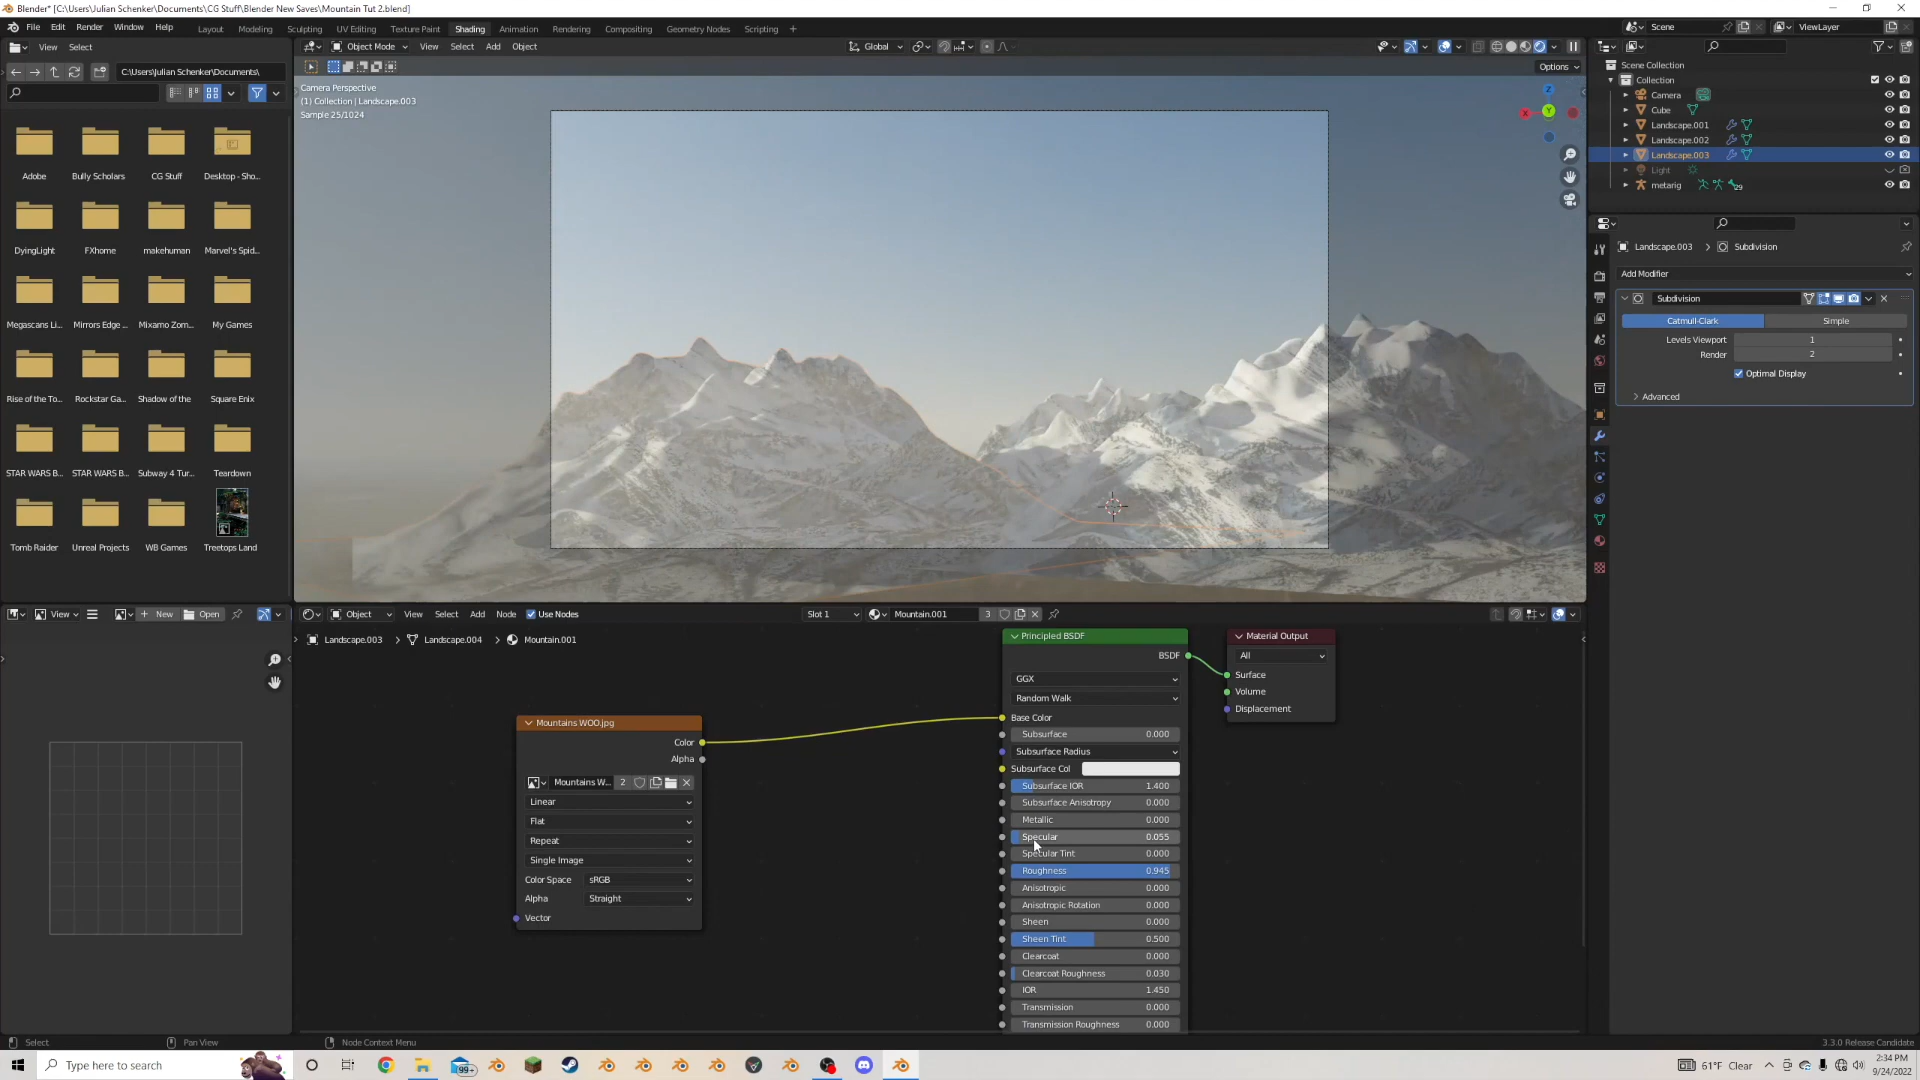 Blender* [C:\Users\Julian Schenker\Documents\CG Stuff\Blender New Saves\Mountain Tut 2.blend]
File Edit Render Window Help Layout Modeling Sculpting UV Editing Texture Paint Shading Animation Rendering Compositing Geometry Nodes Scripting + Scene ViewLayer
View Select
Object Mode View Select Add Object Global
C:\Users\Julian Schenker\Documents\
Options
Camera Perspective
(1) Collection | Landscape.003
Sample 25/1024
Z
Y
X
Adobe Bully Scholars CG Stuff Desktop - Sho...
DyingLight FXhome makehuman Marvel's Spid...
Megascans Li... Mirrors Edge ... Mixamo Zom... My Games
Rise of the To... Rockstar Ga... Shadow of the Square Enix
STAR WARS B... STAR WARS B... Subway 4 Tur... Teardown
Tomb Raider Unreal Projects WB Games Treetops Land
Scene Collection
Collection
Camera
Cube
Landscape.001
Landscape.002
Landscape.003
Light
metarig 29
Landscape.003 > Subdivision
Add Modifier
Subdivision
Catmull-Clark Simple
Levels Viewport 1
Render 2
Optimal Display
Advanced
View New Open
Object View Select Add Node Use Nodes Slot 1 Mountain.001 3
Landscape.003 > Landscape.004 > Mountain.001
Mountains WOO.jpg
Color
Alpha
Mountains W... 2
Linear
Flat
Repeat
Single Image
Color Space sRGB
Alpha Straight
Vector
Principled BSDF
BSDF
GGX
Random Walk
Base Color
Subsurface 0.000
Subsurface Radius
Subsurface Col
Subsurface IOR 1.400
Subsurface Anisotropy 0.000
Metallic 0.000
Specular 0.055
Specular Tint 0.000
Roughness 0.945
Anisotropic 0.000
Anisotropic Rotation 0.000
Sheen 0.000
Sheen Tint 0.500
Clearcoat 0.000
Clearcoat Roughness 0.030
IOR 1.450
Transmission 0.000
Transmission Roughness 0.000
Material Output
All
Surface
Volume
Displacement
Select Pan View Node Context Menu 3.3.0 Release Candidate
Type here to search 99+ 61°F Clear 2:34 PM
9/24/2022